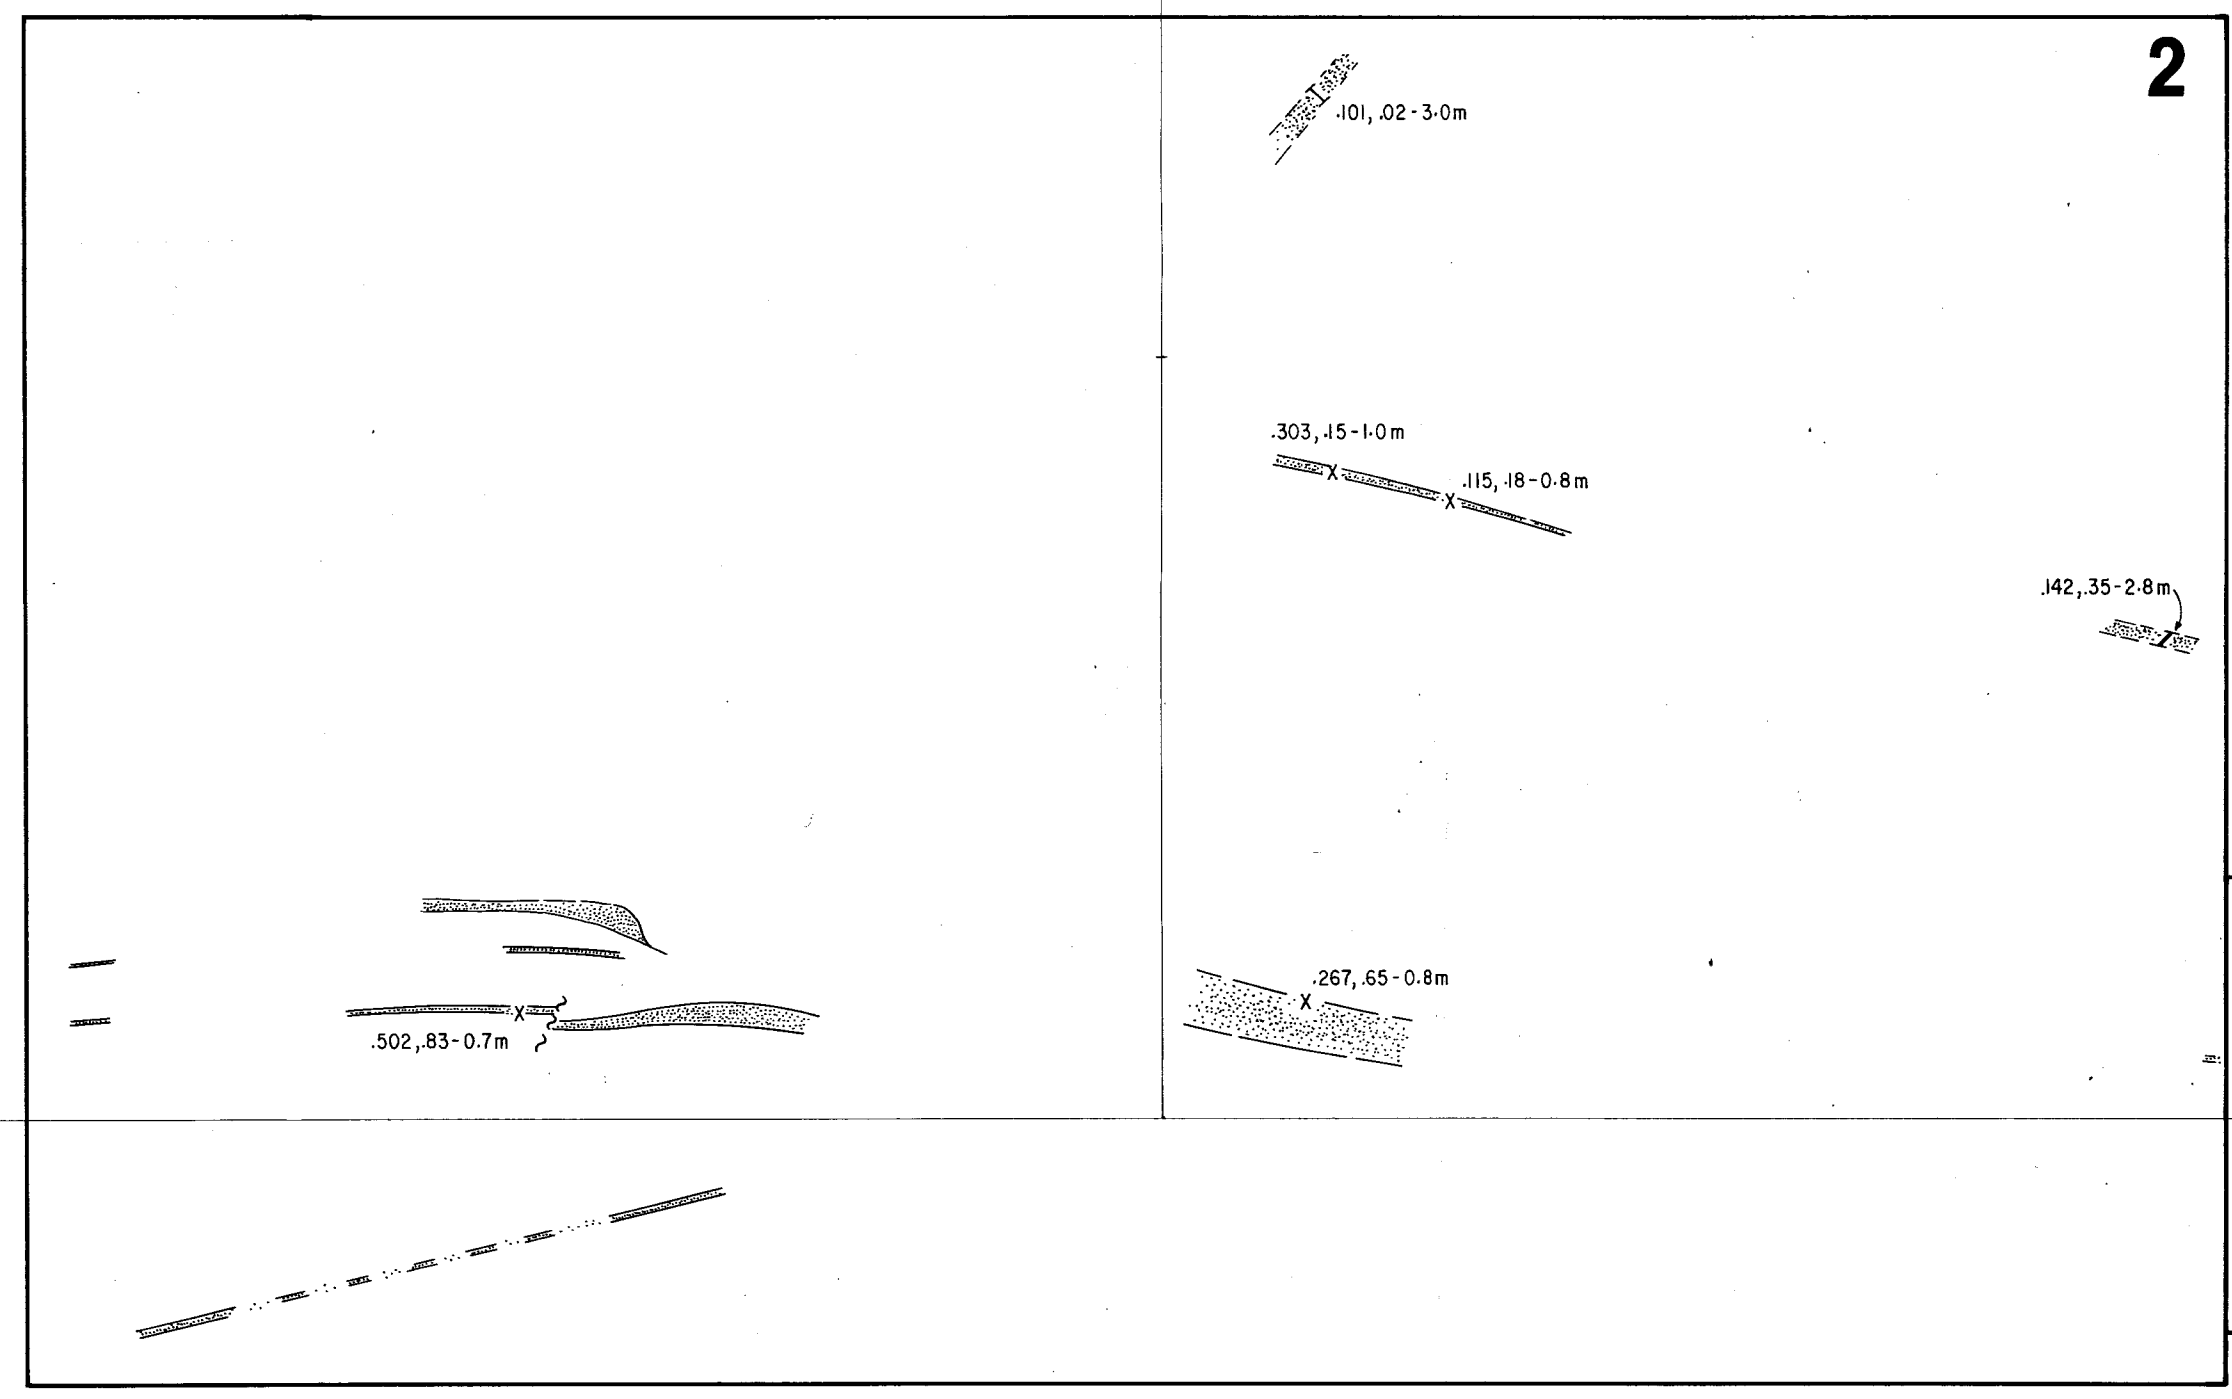 2
.101, .02-3.0m
.303, .15-1.0m
.115, .18-0.8m
.142, .35-2.8m
.267, .65-0.8m
.502, .83-0.7m